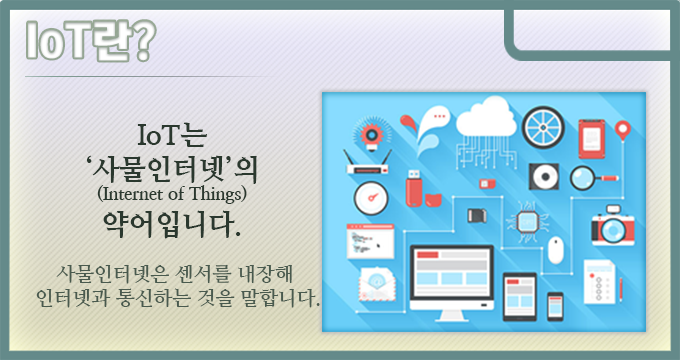 IoT란?
IoT는
‘사물인터넷’의
(Internet of Things)
약어입니다.
사물인터넷은 센서를 내장해
인터넷과 통신하는 것을 말합니다.